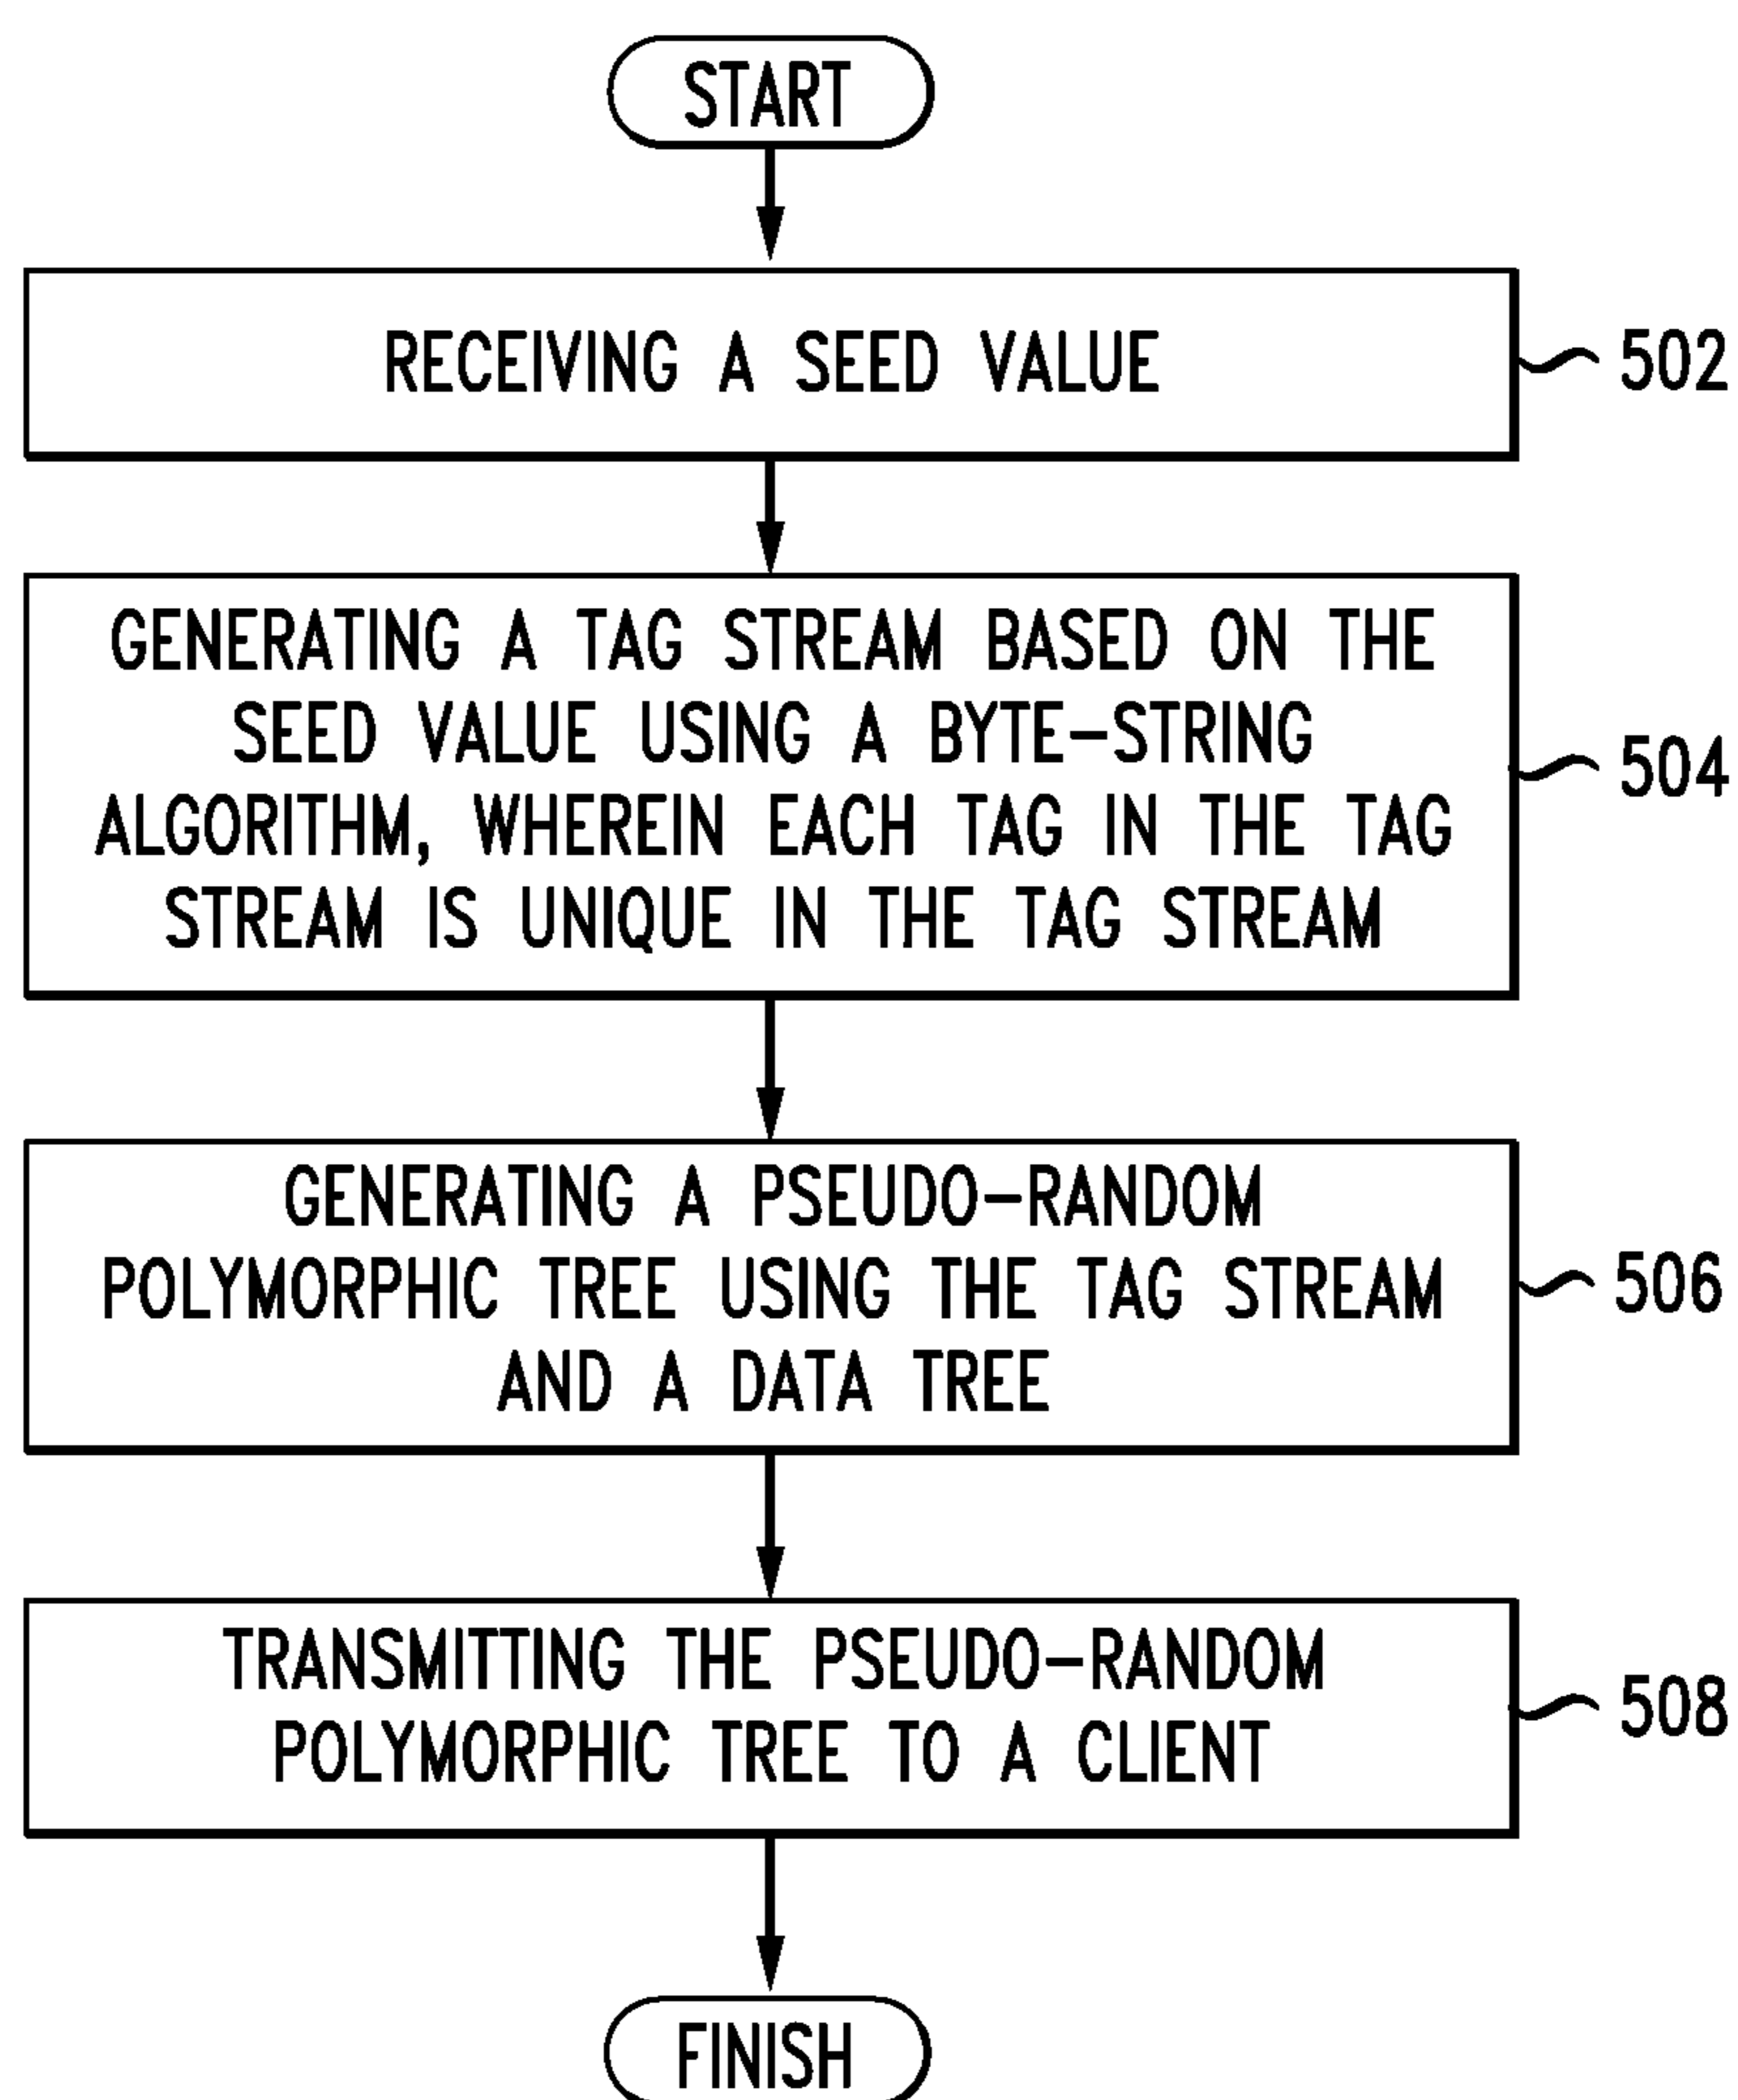 START
RECEIVING A SEED VALUE
502
GENERATING A TAG STREAM BASED ON THE
SEED VALUE USING A BYTE-STRING
ALGORITHM, WHEREIN EACH TAG IN THE TAG
STREAM IS UNIQUE IN THE TAG STREAM
504
GENERATING A PSEUDO-RANDOM
POLYMORPHIC TREE USING THE TAG STREAM
AND A DATA TREE
506
TRANSMITTING THE PSEUDO-RANDOM
POLYMORPHIC TREE TO A CLIENT
508
FINISH